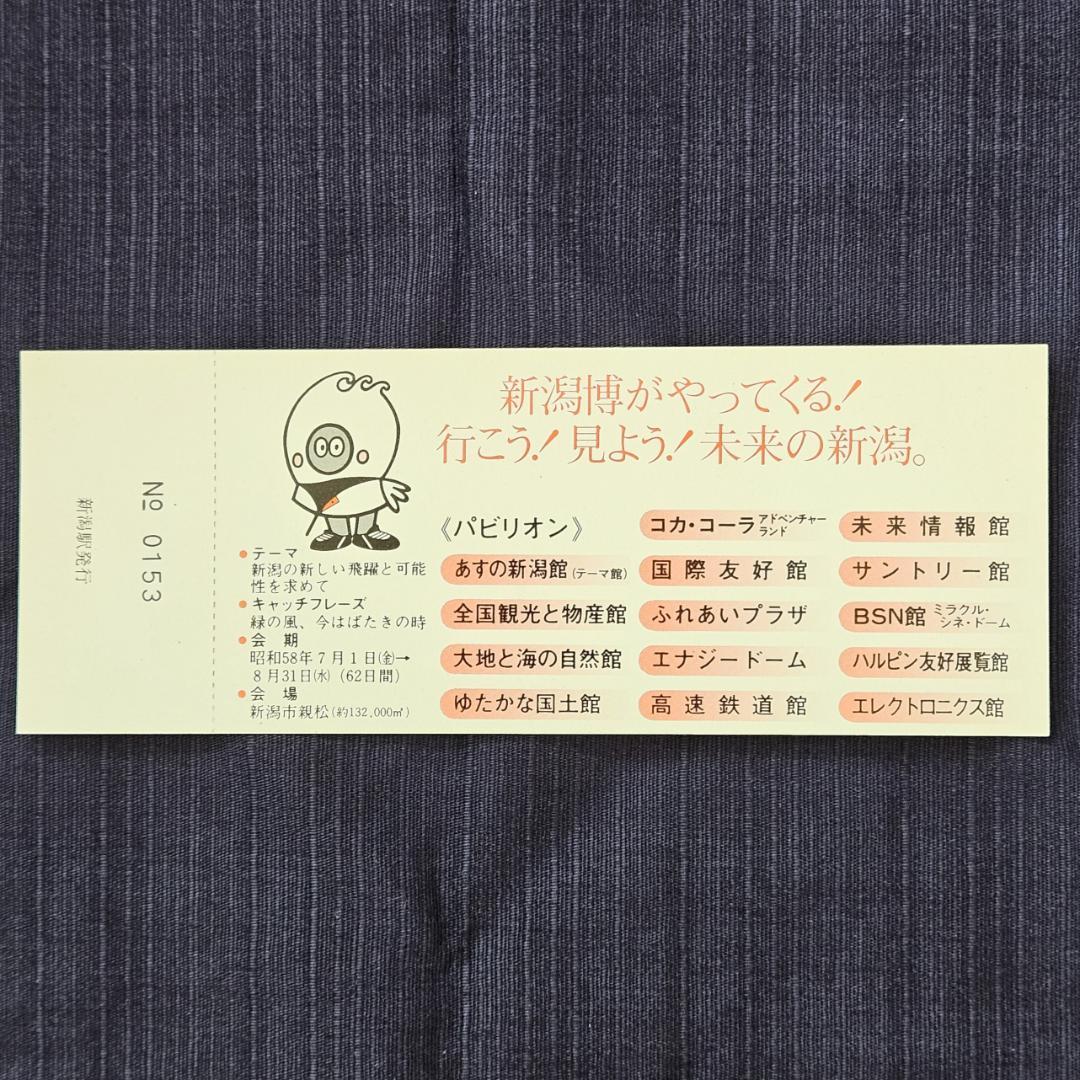 新潟博がやってくる!
行こう!見よう!未来の新潟。
《パビリオン》
あすの新潟館(テーマ館)
全国観光と物産館
大地と海の自然館
ゆたかな国土館
コカ・コーラアドベンチャーランド
国際友好館
ふれあいプラザ
エナジードーム
高速鉄道館
未来情報館
サントリー館
BSN館ミラクル・シネ・ドーム
ハルピン友好展覧館
エレクトロニクス館
●テーマ
新潟の新しい飛躍と可能
性を求めて
●キャッチフレーズ
緑の風、今はばたきの時
●会 期
昭和58年7月1日㈮→
8月31日㈬(62日間)
●会 場
新潟市親松(約132,000㎡)
№ 0153
新潟駅発行